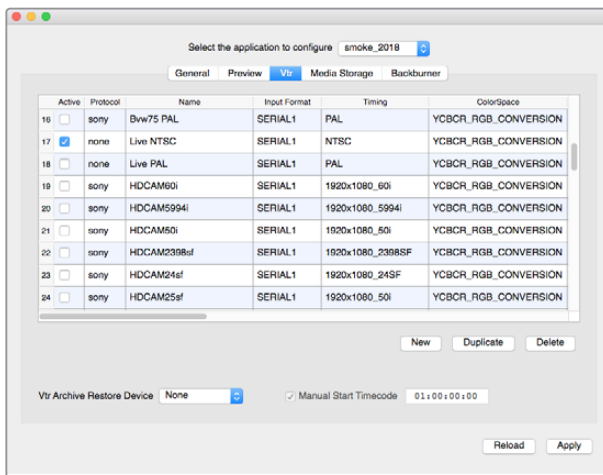 Select the application to configure smoke_2018
General Preview Vtr Media Storage Backburner
Active Protocol Name Input Format Timing ColorSpace
16 sony Bvw75 PAL SERIAL1 PAL YCBCR_RGB_CONVERSION
17 none Live NTSC SERIAL1 NTSC YCBCR_RGB_CONVERSION
18 none Live PAL SERIAL1 PAL YCBCR_RGB_CONVERSION
19 sony HDCAM60i SERIAL1 1920x1080_60i YCBCR_RGB_CONVERSION
20 sony HDCAM5994i SERIAL1 1920x1080_5994i YCBCR_RGB_CONVERSION
21 sony HDCAM50i SERIAL1 1920x1080_50i YCBCR_RGB_CONVERSION
22 sony HDCAM2398sf SERIAL1 1920x1080_2398SF YCBCR_RGB_CONVERSION
23 sony HDCAM24sf SERIAL1 1920x1080_24SF YCBCR_RGB_CONVERSION
24 sony HDCAM25sf SERIAL1 1920x1080_50i YCBCR_RGB_CONVERSION
New Duplicate Delete
Vtr Archive Restore Device None Manual Start Timecode 01:00:00:00
Reload Apply